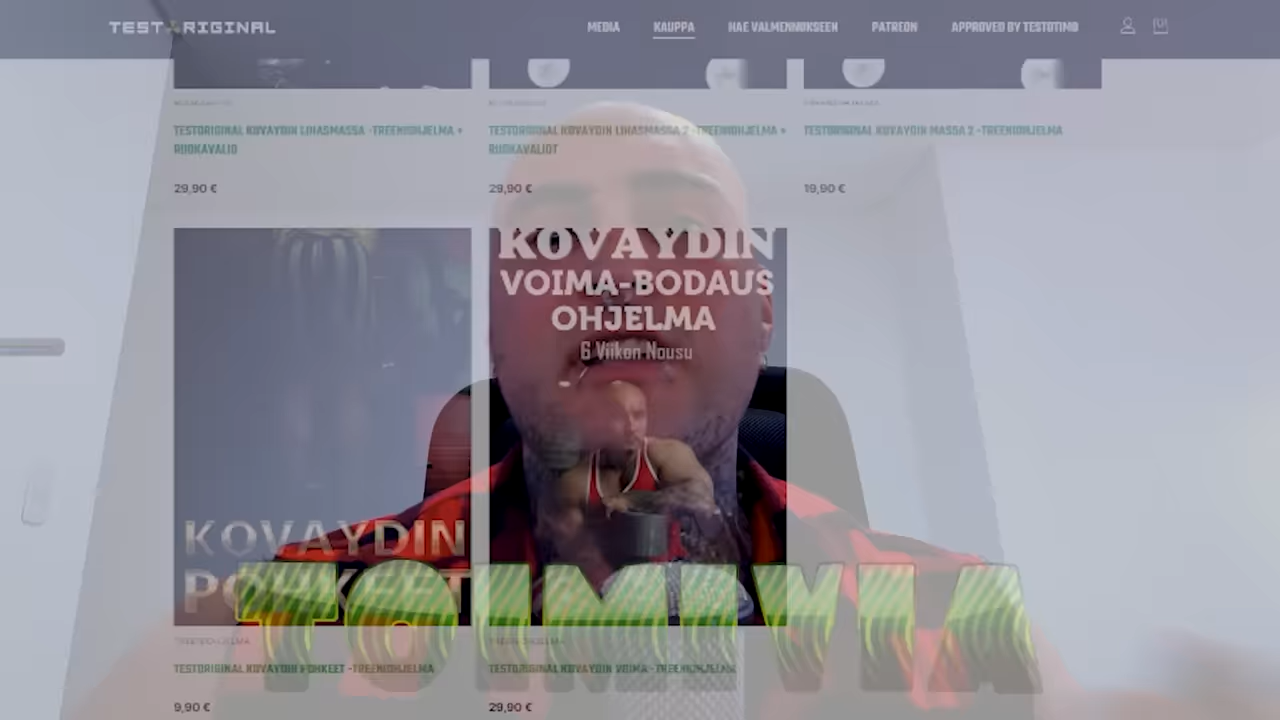 TESTORIGINAL
MEDIA
KAUPPA
HAE VALMENNUKSEEN
PATREON
APPROVED BY TESTOTIMO
TESTORIGINAL KOVAYDIN LIHASMASSA -TREENIOHJELMA +
RUOKAVALIO
29,90 €
TESTORIGINAL KOVAYDIN LIHASMASSA 2 -TREENIOHJELMA +
RUOKAVALIOT
29,90 €
TESTORIGINAL KOVAYDIN MASSA 2 -TREENIOHJELMA
19,90 €
KOVAYDIN
POHKEET
KOVAYDIN
VOIMA-BODAUS
OHJELMA
6 Viikon Nousu
TOIMIVIA
TREENIOHJELMA
TESTORIGINAL KOVAYDIN POHKEET -TREENIOHJELMA
9,90 €
TREENIOHJELMA
TESTORIGINAL KOVAYDIN VOIMA -TREENIOHJELMA
29,90 €